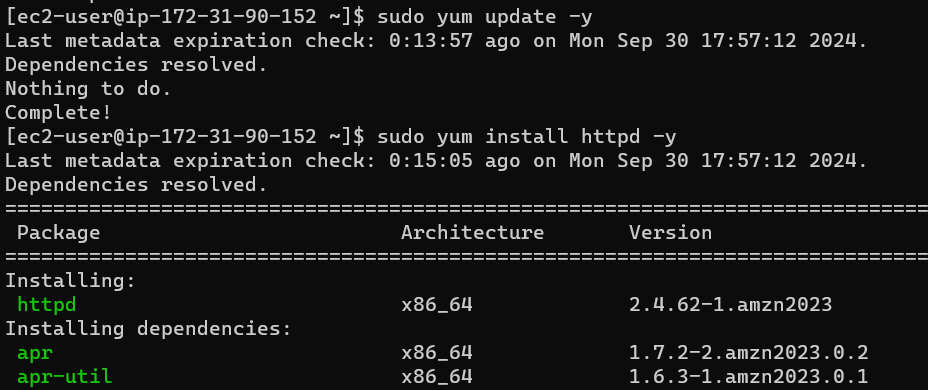 [ec2-user@ip-172-31-90-152 ~]$ sudo yum update -y
Last metadata expiration check: 0:13:57 ago on Mon Sep 30 17:57:12 2024.
Dependencies resolved.
Nothing to do.
Complete!
[ec2-user@ip-172-31-90-152 ~]$ sudo yum install httpd -y
Last metadata expiration check: 0:15:05 ago on Mon Sep 30 17:57:12 2024.
Dependencies resolved.
================================================================================
Package Architecture Version
================================================================================
Installing:
httpd x86_64 2.4.62-1.amzn2023
Installing dependencies:
apr x86_64 1.7.2-2.amzn2023.0.2
apr-util x86_64 1.6.3-1.amzn2023.0.1